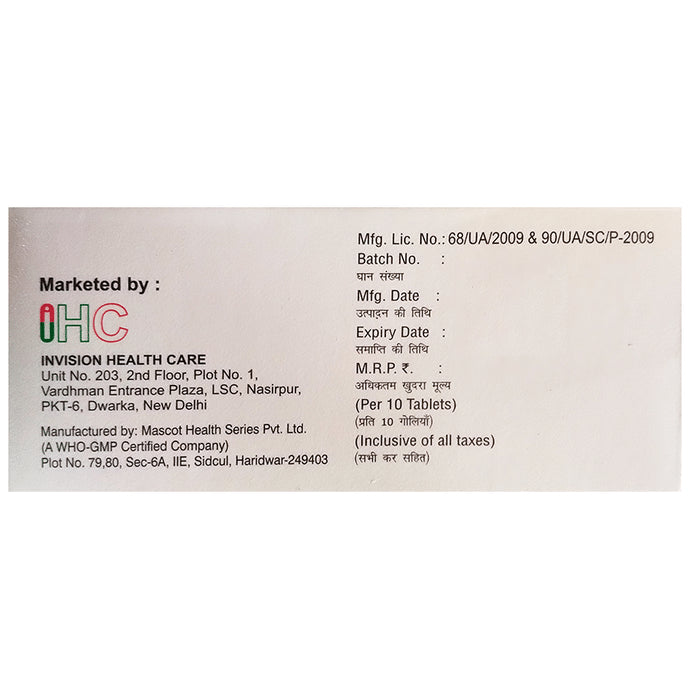 Marketed by :
iHC
INVISION HEALTH CARE
Unit No. 203, 2nd Floor, Plot No. 1,
Vardhman Entrance Plaza, LSC, Nasirpur,
PKT-6, Dwarka, New Delhi
Manufactured by: Mascot Health Series Pvt. Ltd.
(A WHO-GMP Certified Company)
Plot No. 79,80, Sec-6A, IIE, Sidcul, Haridwar-249403
Mfg. Lic. No.: 68/UA/2009 & 90/UA/SC/P-2009
Batch No. :
घान संख्या
Mfg. Date :
उत्पादन की तिथि
Expiry Date :
समाप्ति की तिथि
M.R.P. ₹. :
अधिकतम खुदरा मूल्य
(Per 10 Tablets)
(प्रति 10 गोलियाँ)
(Inclusive of all taxes)
(सभी कर सहित)